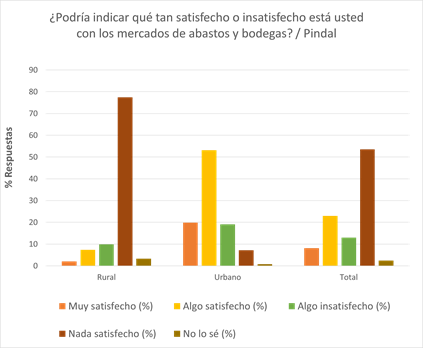 ¿Podría indicar qué tan satisfecho o insatisfecho está usted
con los mercados de abastos y bodegas? / Pindal
% Respuestas
90
80
70
60
50
40
30
20
10
0
Rural Urbano Total
Muy satisfecho (%) Algo satisfecho (%) Algo insatisfecho (%)
Nada satisfecho (%) No lo sé (%)